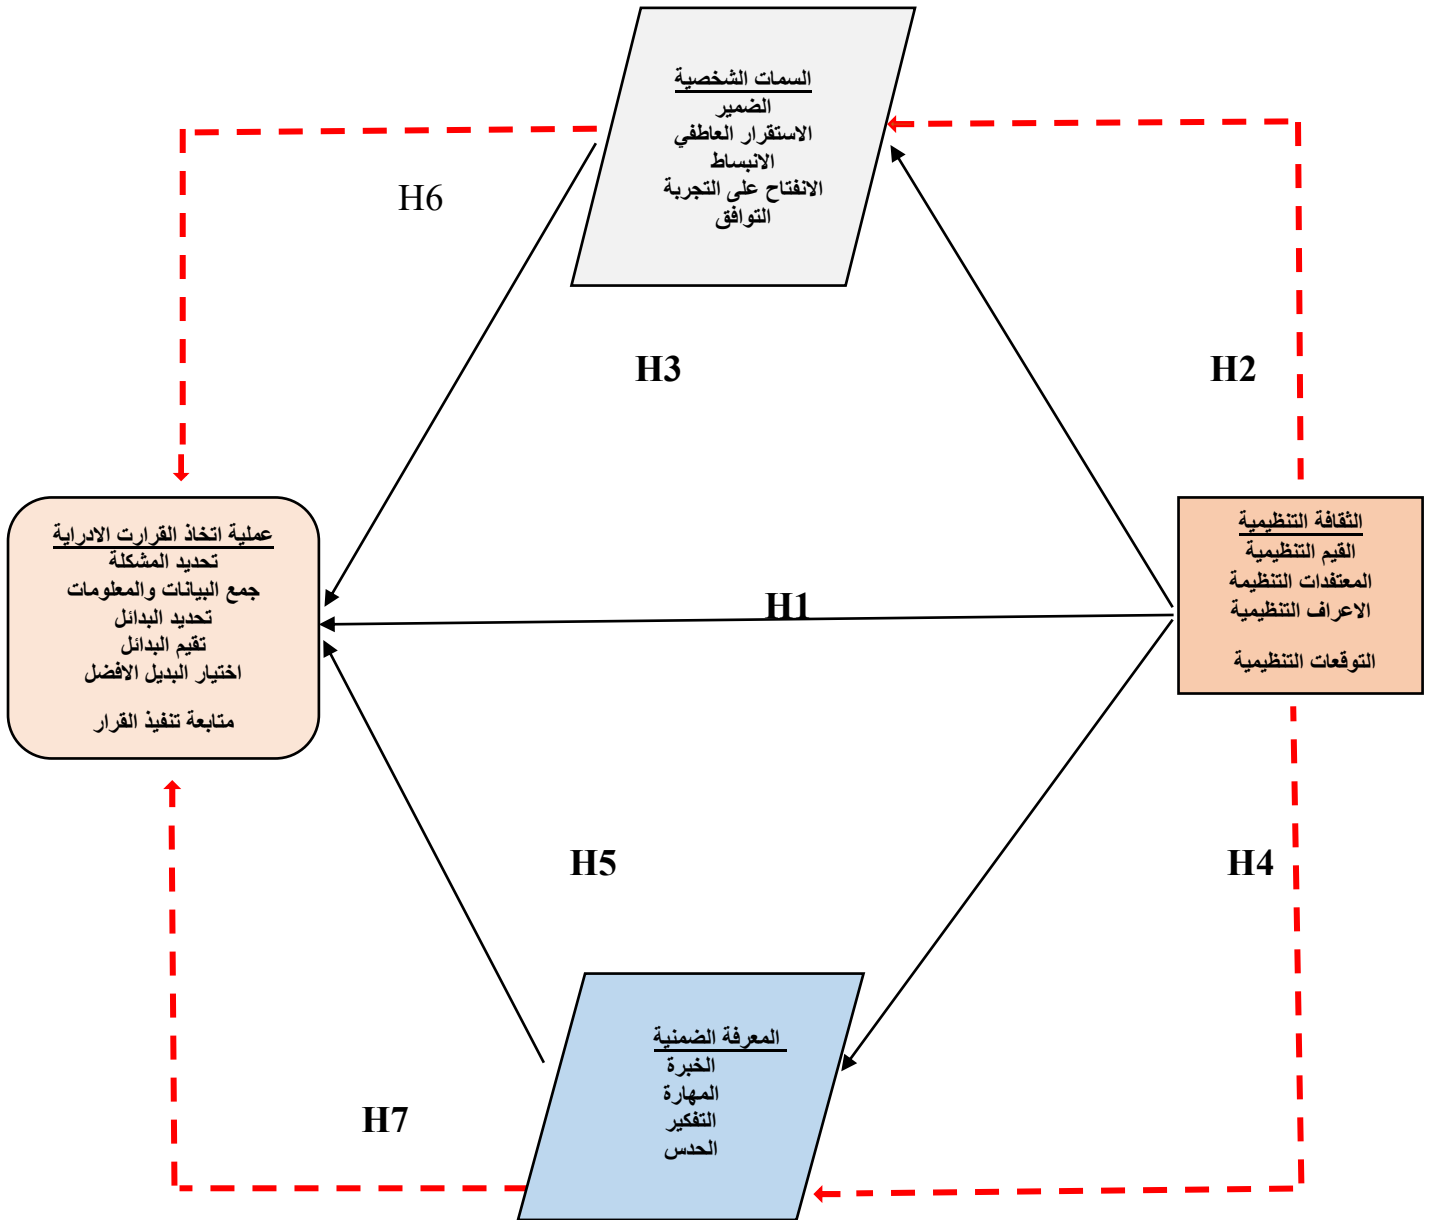 السمات الشخصية
الضمير
الاستقرار العاطفي
الانبساط
الانفتاح على التجربة
التوافق
H6
H3
H2
الثقافة التنظيمية
القيم التنظيمية
المعتقدات التنظيمة
الاعراف التنظيمية
التوقعات التنظيمية
H1
عملية اتخاذ القرارت الادراية
تحديد المشكلة
جمع البيانات والمعلومات
تحديد البدائل
تقيم البدائل
اختيار البديل الافضل
متابعة تنفيذ القرار
H5
H4
المعرفة الضمنية
الخبرة
المهارة
التفكير
الحدس
H7